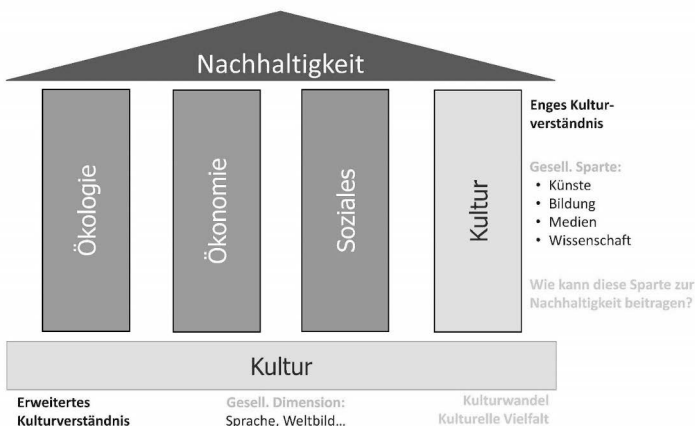 Nachhaltigkeit
Ökologie
Ökonomie
Soziales
Kultur
Enges Kultur-
verständnis
Gesell. Sparte:
• Künste
• Bildung
• Medien
• Wissenschaft
Wie kann diese Sparte zur
Nachhaltigkeit beitragen?
Kultur
Erweitertes
Kulturverständnis
Gesell. Dimension:
Sprache, Weltbild...
Kulturwandel
Kulturelle Vielfalt